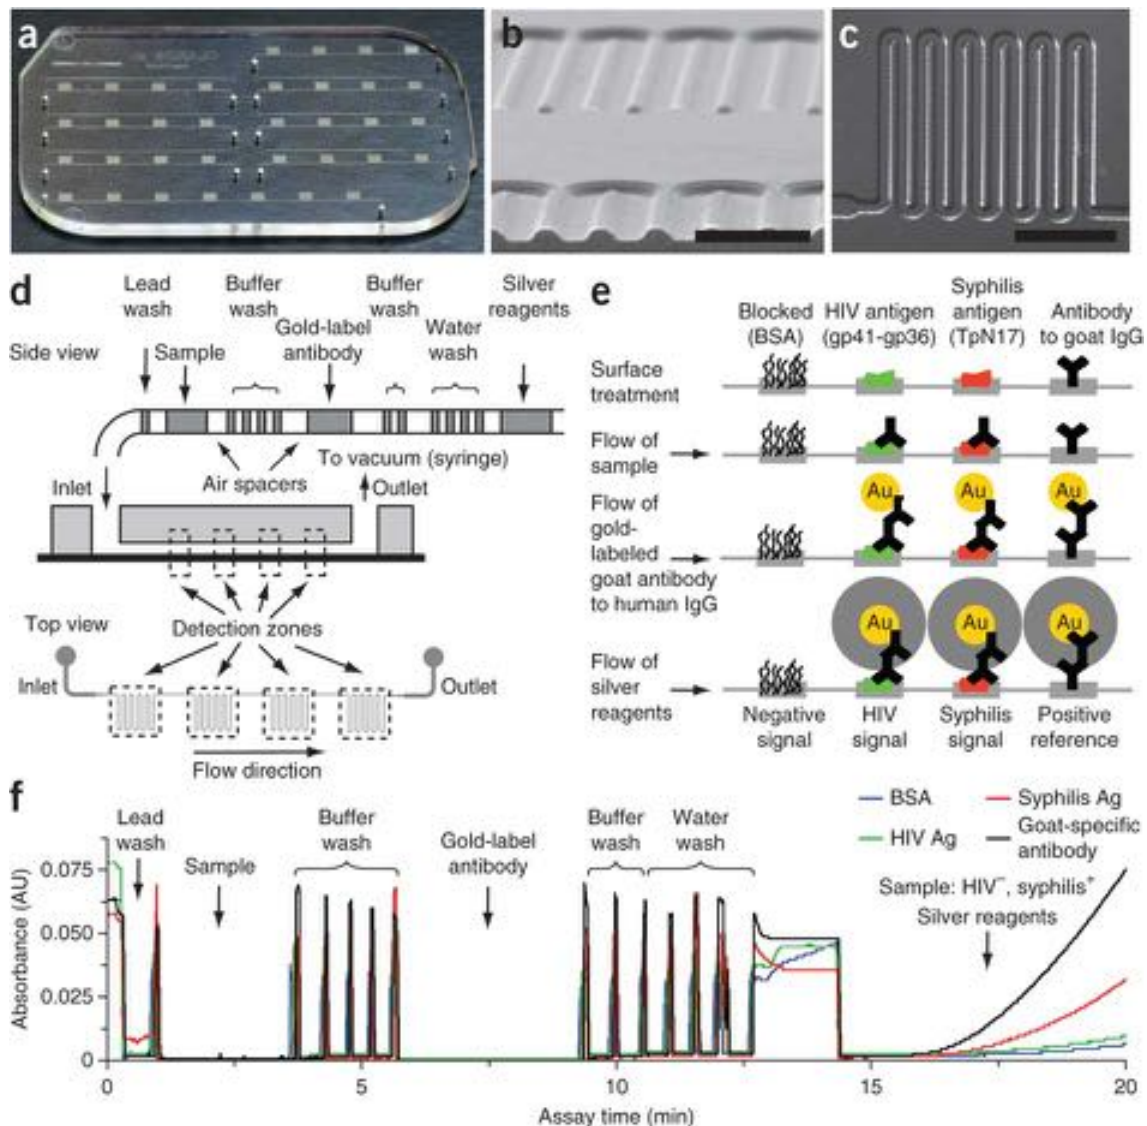 a
b
c
d
Lead
wash
Buffer
wash
Buffer
wash
Silver
reagents
Gold-label
antibody
Water
wash
Side view
Sample
To vacuum (syringe)
Air spacers
Inlet
Outlet
Top view
Detection zones
Inlet
Outlet
Flow direction
e
Blocked
(BSA)
HIV antigen
(gp41-gp36)
Syphilis
antigen
(TpN17)
Antibody
to goat IgG
Surface
treatment
Flow of
sample
Au
Au
Au
Flow of
gold-
labeled
goat antibody
to human IgG
Au
Au
Au
Flow of
silver
reagents
Negative
signal
HIV
signal
Syphilis
signal
Positive
reference
f
Lead
wash
Sample
Buffer
wash
Gold-label
antibody
Buffer
wash
Water
wash
BSA
HIV Ag
Syphilis Ag
Goat-specific
antibody
Sample: HIV⁻, syphilis⁺
Silver reagents
Absorbance (AU)
0.075
0.050
0.025
0
0
5
10
15
20
Assay time (min)